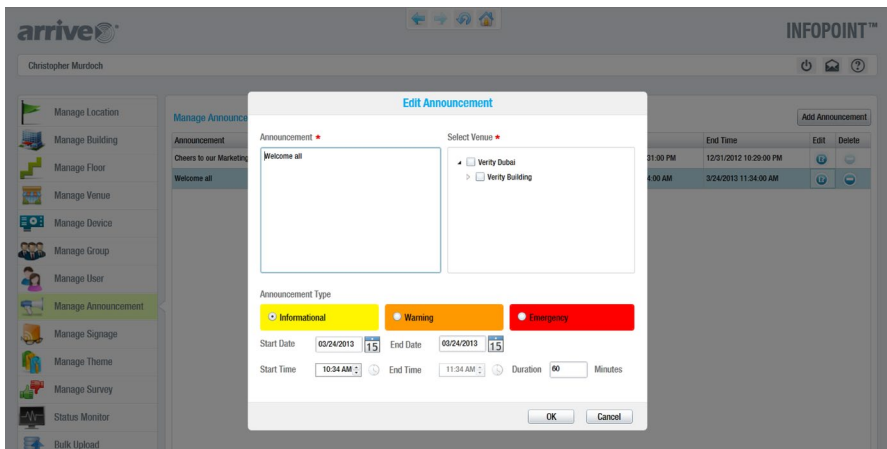 arrive
INFOPOINT™
Christopher Murdoch
Manage Location
Manage Building
Manage Floor
Manage Venue
Manage Device
Manage Group
Manage User
Manage Announcement
Manage Signage
Manage Theme
Manage Survey
Status Monitor
Bulk Upload
Manage Announce
Add Announcement
Announcement End Time Edit Delete
Cheers to our Marketing 31:00 PM 12/31/2012 10:29:00 PM
Welcome all 4:00 AM 3/24/2013 11:34:00 AM
Edit Announcement
Announcement * Select Venue *
Welcome all
Verity Dubai
Verity Building
Announcement Type
Informational Warning Emergency
Start Date 03/24/2013 15 End Date 03/24/2013 15
Start Time 10:34 AM End Time 11:34 AM Duration 60 Minutes
OK Cancel